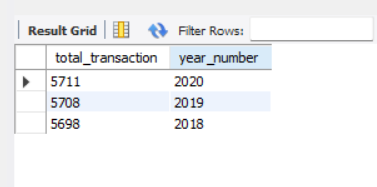 Result Grid Filter Rows:
total_transaction year_number
5711 2020
5708 2019
5698 2018